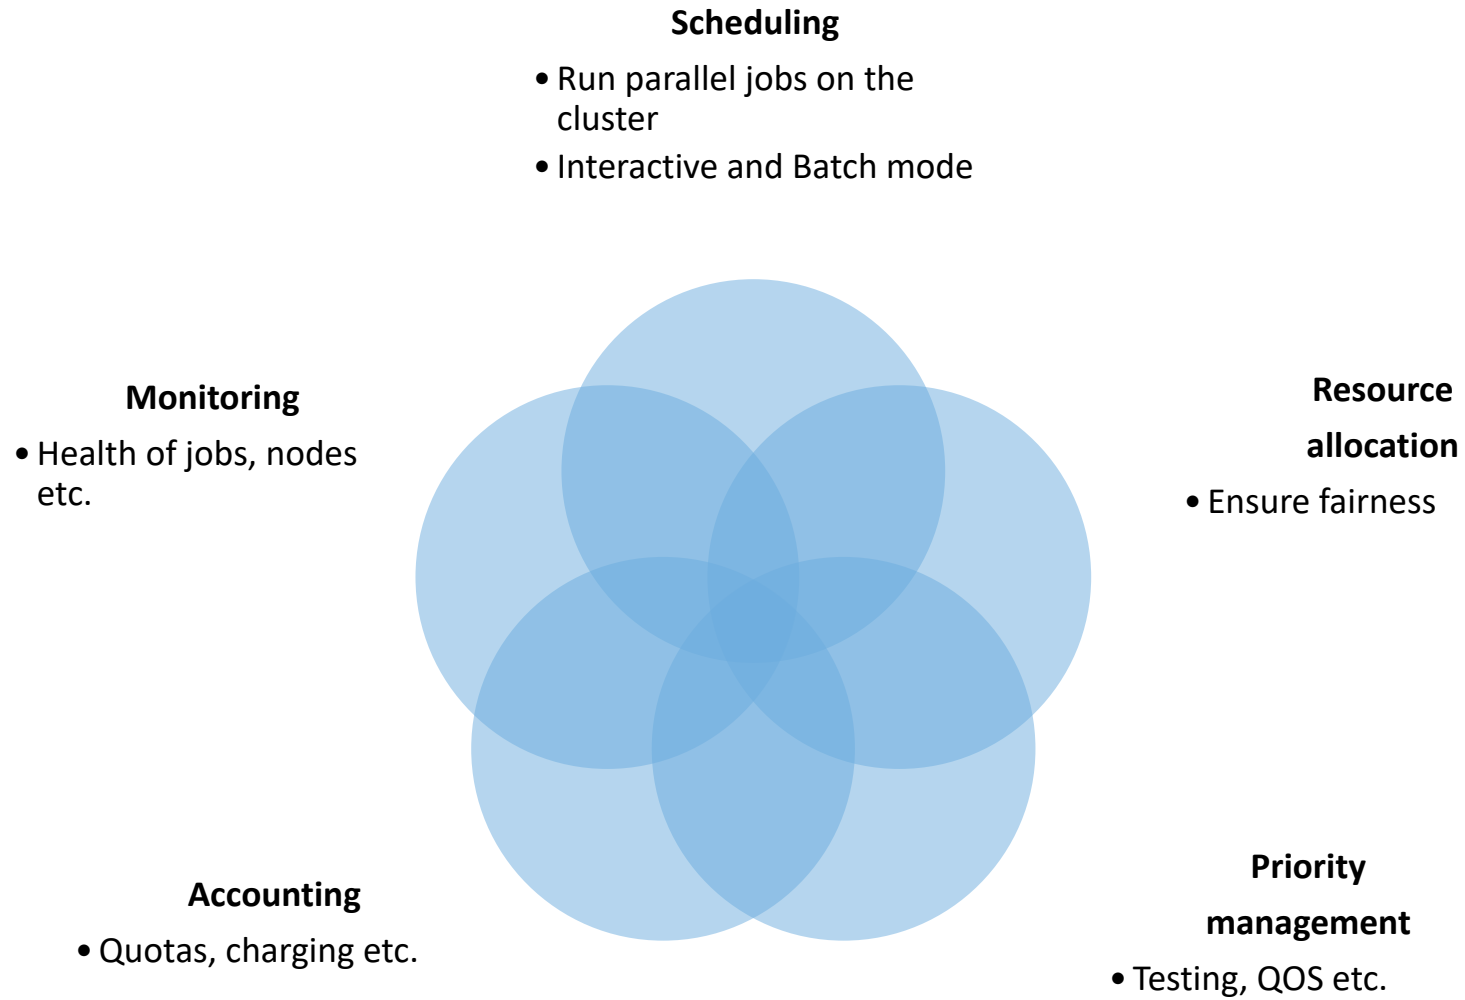 Scheduling
• Run parallel jobs on the
cluster
• Interactive and Batch mode
Monitoring
• Health of jobs, nodes
etc.
Resource
allocation
• Ensure fairness
Accounting
• Quotas, charging etc.
Priority
management
• Testing, QOS etc.